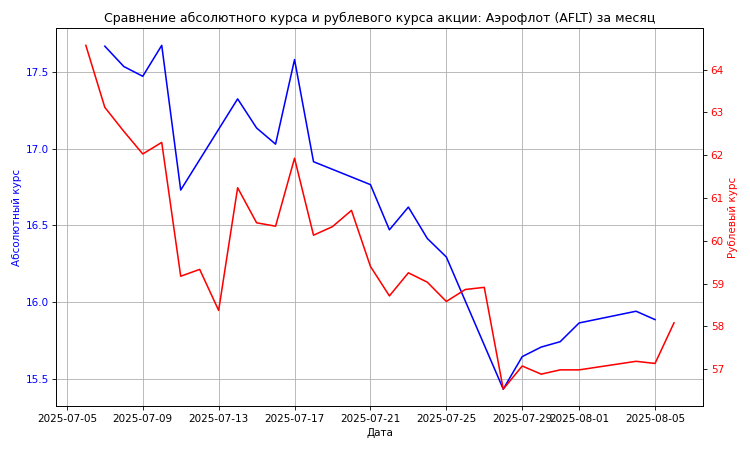 Сравнение абсолютного курса и рублевого курса акции: Аэрофлот (AFLT) за месяц
17.5
17.0
16.5
16.0
15.5
Абсолютный курс
64
63
62
61
60
59
58
57
Рублевый курс
2025-07-05 2025-07-09 2025-07-13 2025-07-17 2025-07-21 2025-07-25 2025-07-29 2025-08-01 2025-08-05
Дата